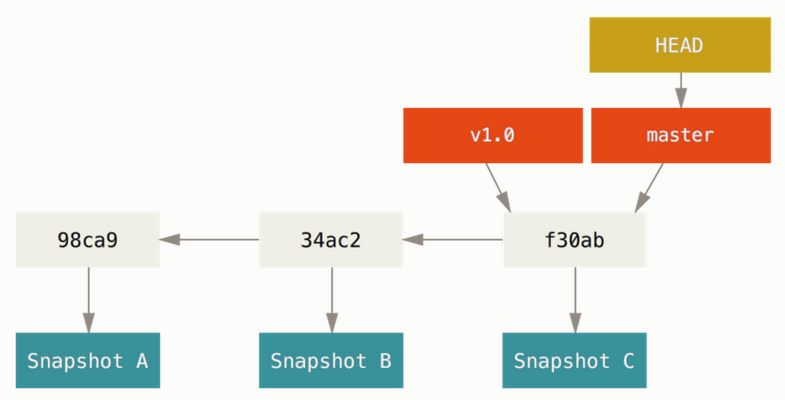 HEAD
v1.0
master
98ca9
34ac2
f30ab
Snapshot A
Snapshot B
Snapshot C